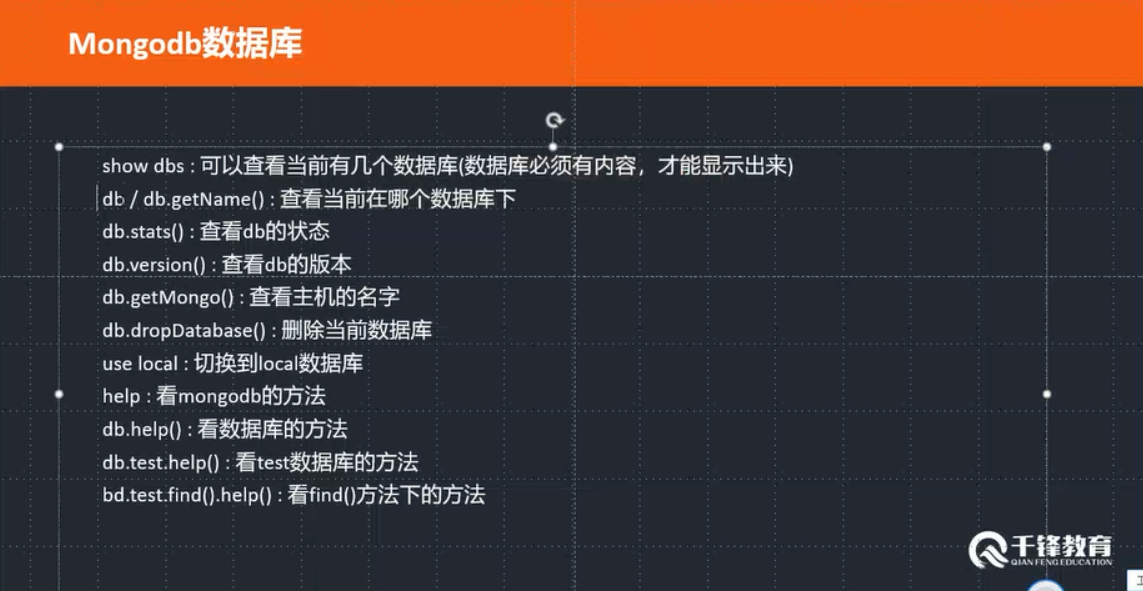 Mongodb数据库
show dbs : 可以查看当前有几个数据库(数据库必须有内容，才能显示出来)
db / db.getName() : 查看当前在哪个数据库下
db.stats() : 查看db的状态
db.version() : 查看db的版本
db.getMongo() : 查看主机的名字
db.dropDatabase() : 删除当前数据库
use local : 切换到local数据库
help : 看mongodb的方法
db.help() : 看数据库的方法
db.test.help() : 看test数据库的方法
bd.test.find().help() : 看find()方法下的方法
千锋教育
QIANFENG EDUCATION